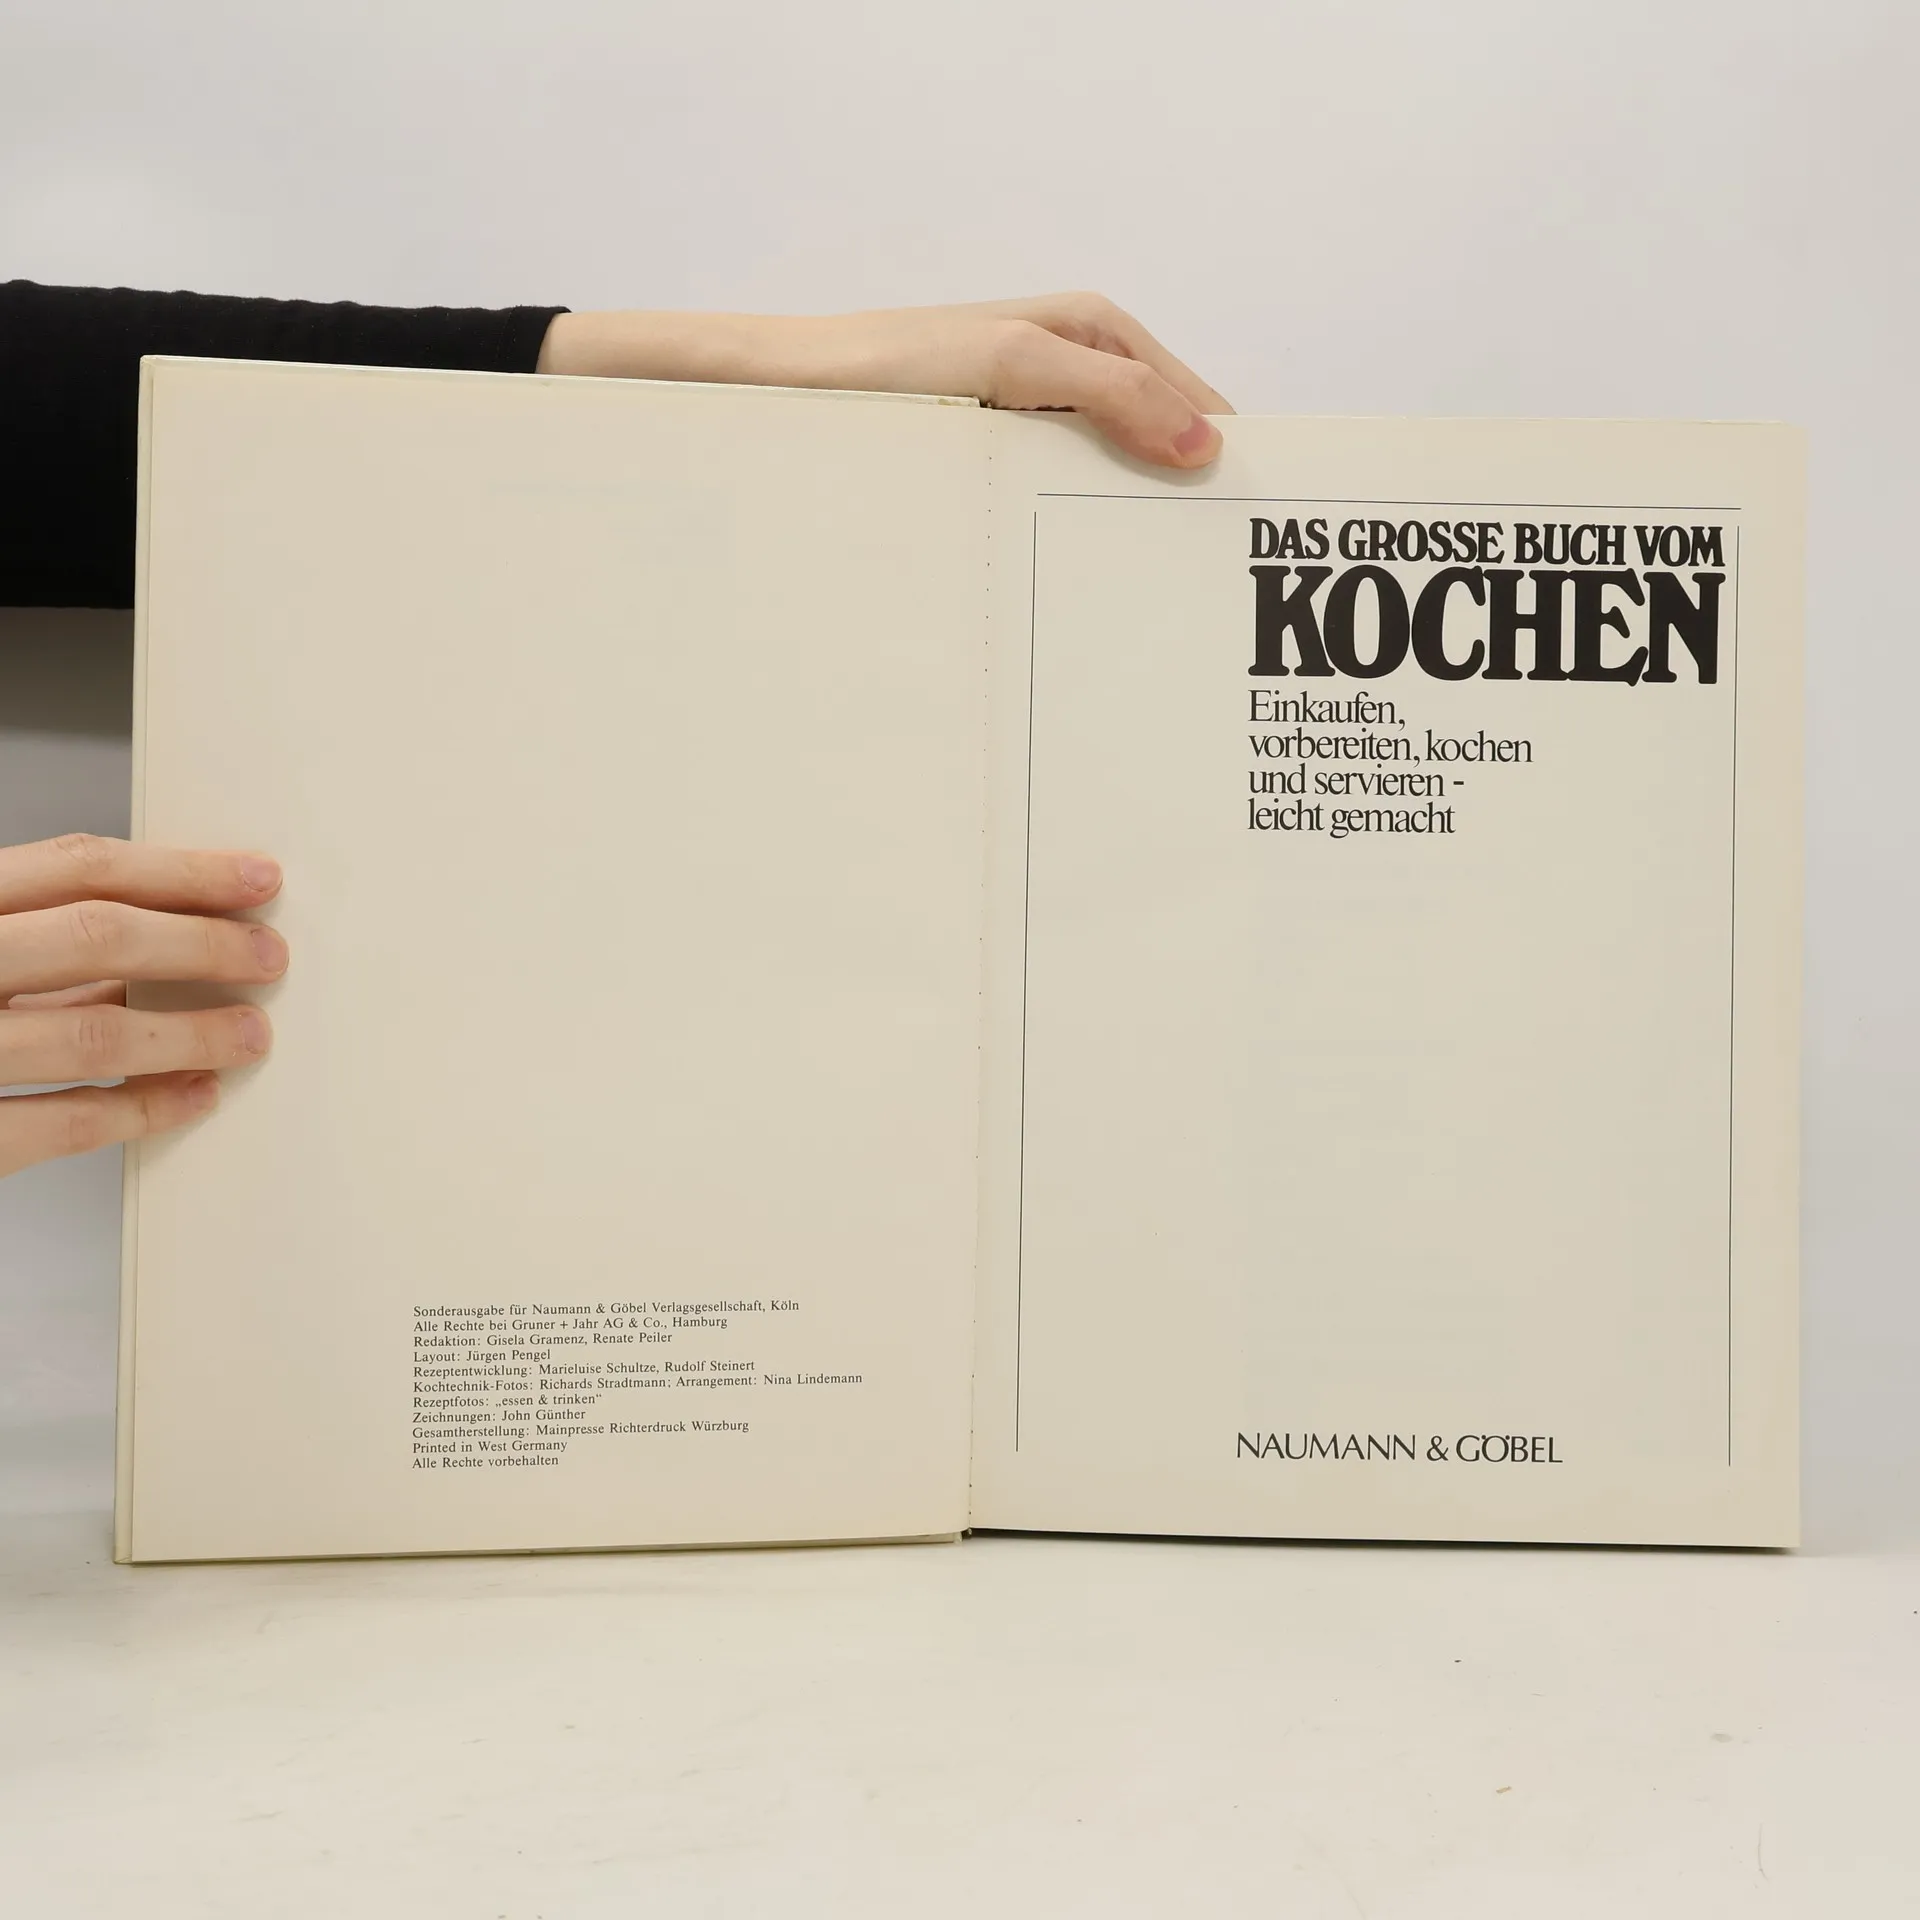 Sonderausgabe für Naumann & Göbel Verlagsgesellschaft, Köln
Alle Rechte bei Gruner + Jahr AG & Co., Hamburg
Redaktion: Gisela Gramenz, Renate Peiler
Layout: Jürgen Pengel
Rezeptentwicklung: Marieluise Schultze, Rudolf Steinert
Kochtechnik-Fotos: Richards Stradtmann; Arrangement: Nina Lindemann
Rezeptfotos: „essen & trinken“
Zeichnungen: John Günther
Gesamtherstellung: Mainpresse Richterdruck Würzburg
Printed in West Germany
Alle Rechte vorbehalten
DAS GROSSE BUCH VOM
KOCHEN
Einkaufen,
vorbereiten, kochen
und servieren -
leicht gemacht
NAUMANN & GÖBEL